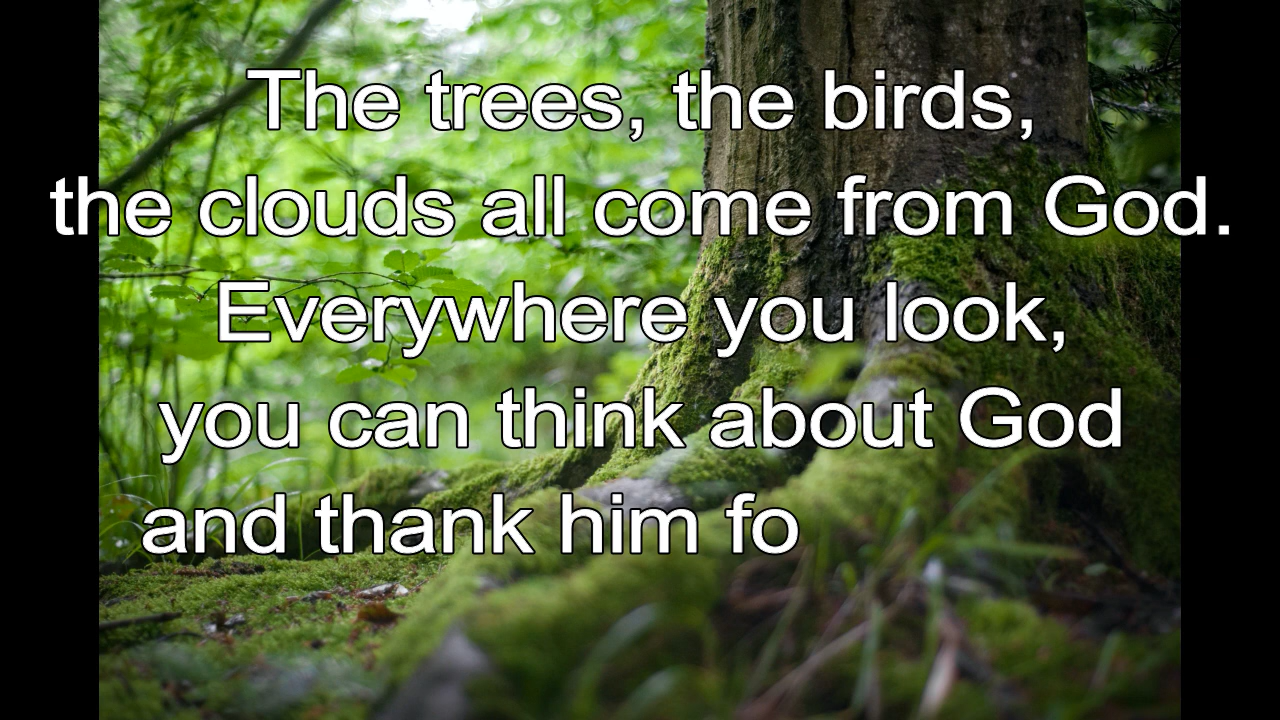 The trees, the birds,
the clouds all come from God.
Everywhere you look,
you can think about God
and thank him fo